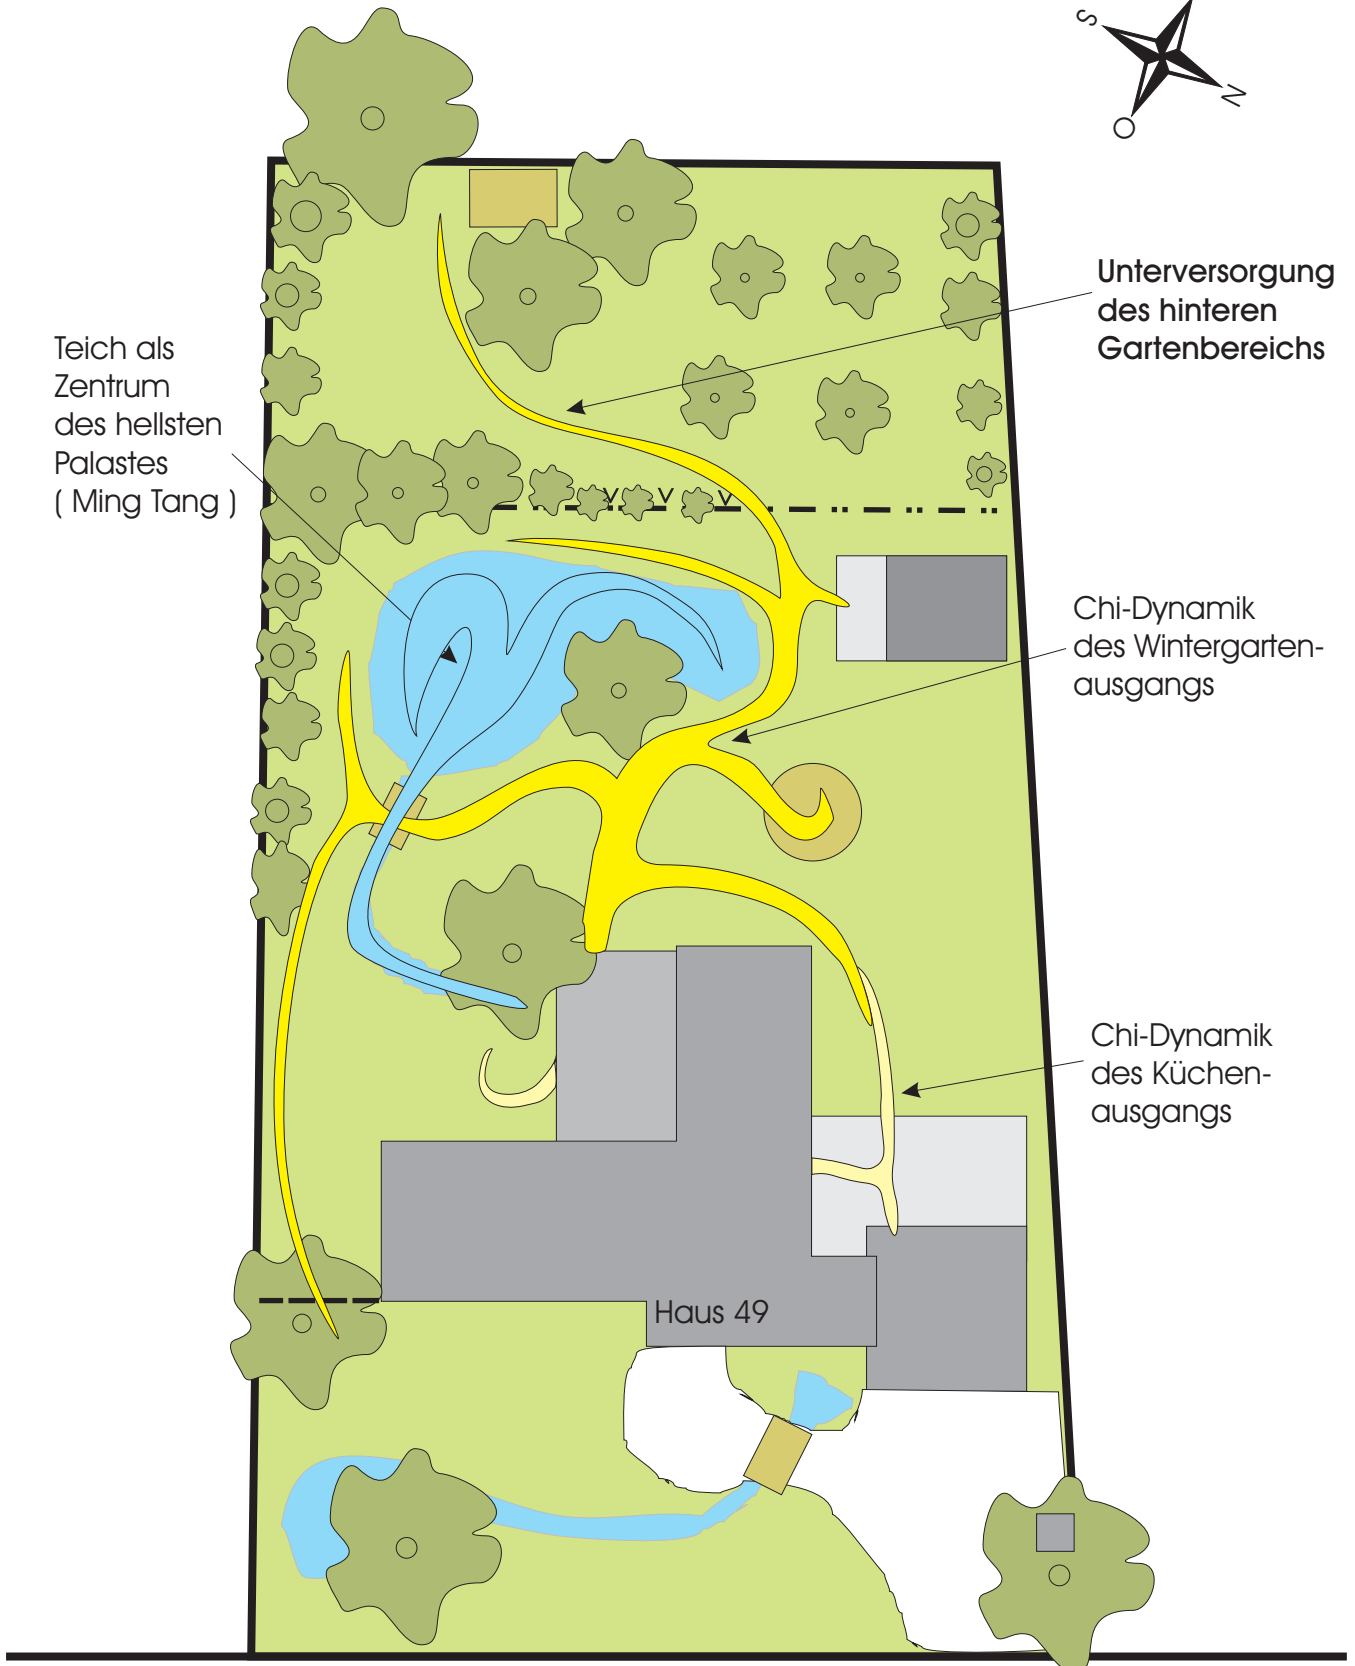 S
N
O
Unterversorgung
des hinteren
Gartenbereichs
Teich als
Zentrum
des hellsten
Palastes
( Ming Tang )
Chi-Dynamik
des Wintergarten-
ausgangs
Chi-Dynamik
des Küchen-
ausgangs
Haus 49